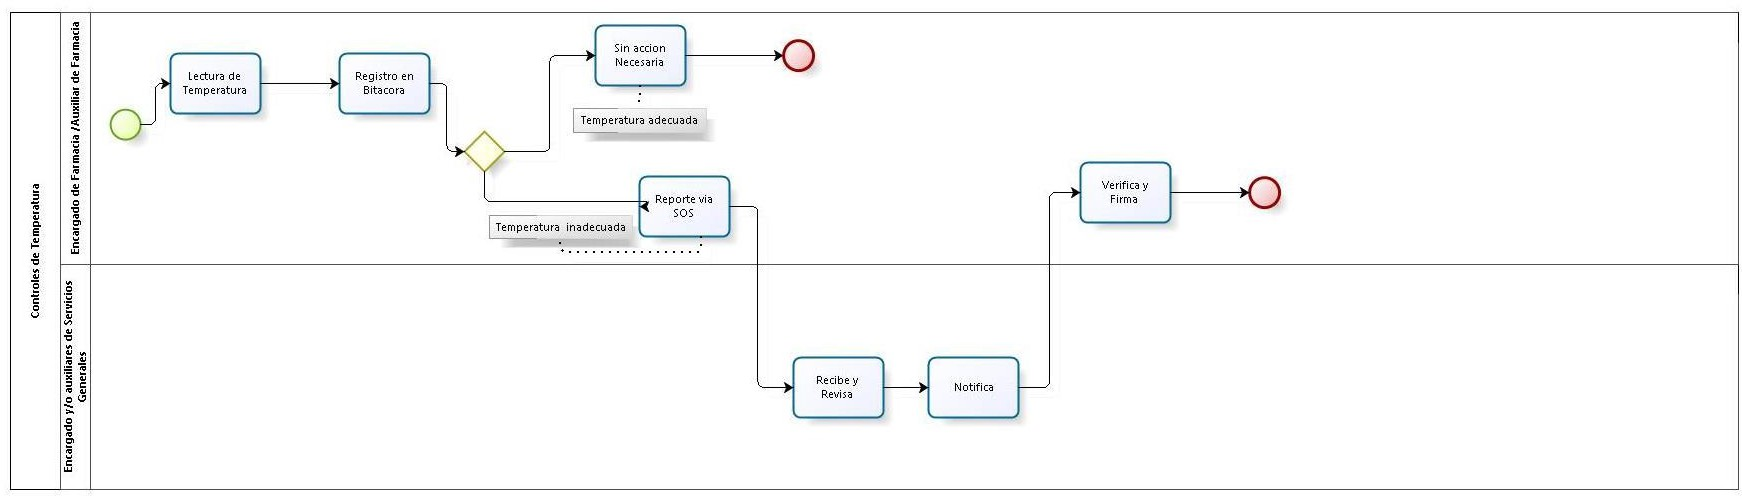 Controles de Temperatura
Encargado de Farmacia /Auxiliar de Farmacia
Lectura de
Temperatura
Registro en
Bitacora
Sin accion
Necesaria
Temperatura adecuada
Reporte via
SOS
Temperatura  inadecuada
Verifica y
Firma
Encargado y/o auxiliares de Servicios
Generales
Recibe y
Revisa
Notifica